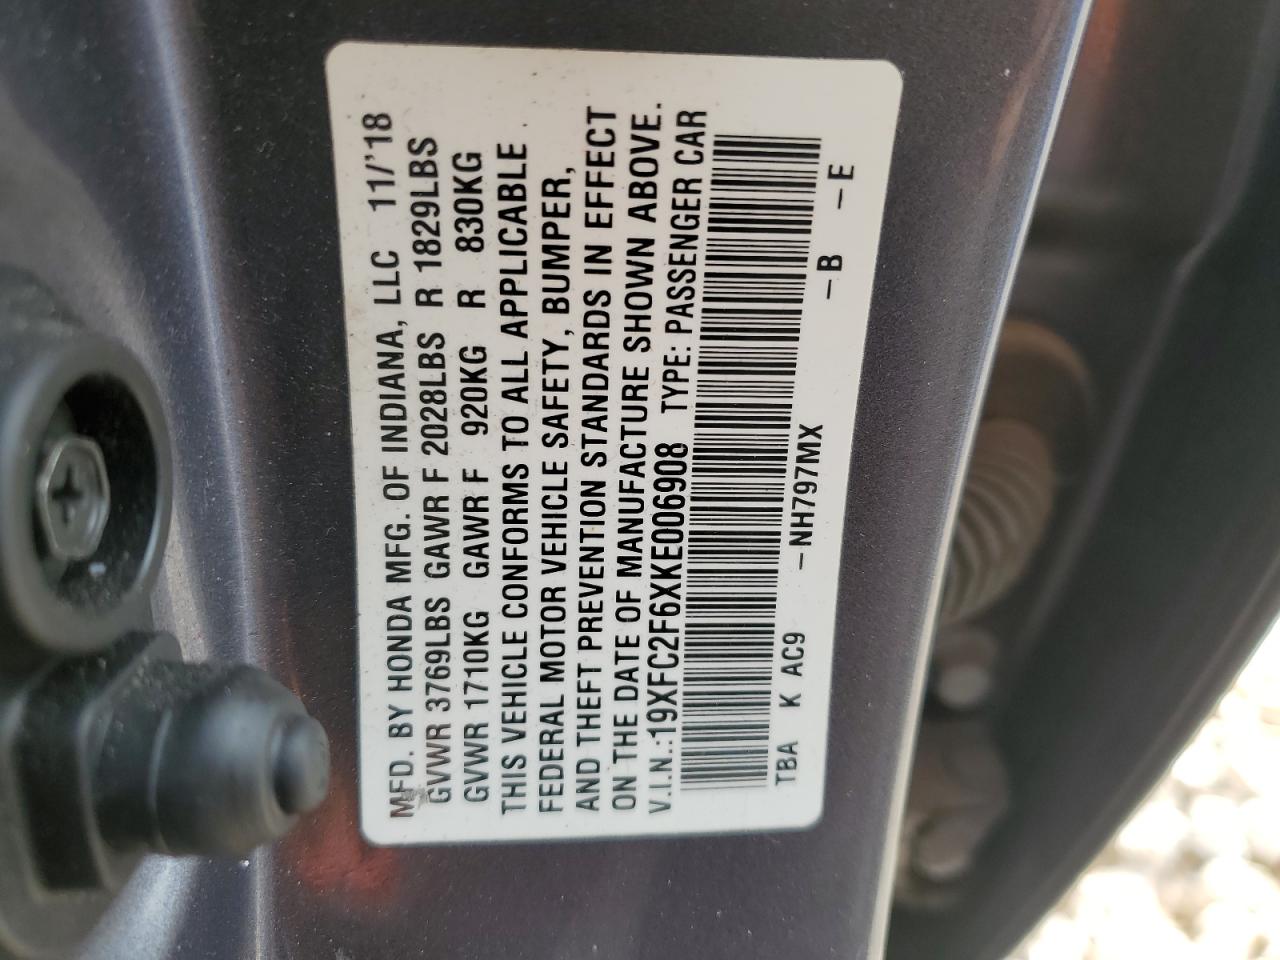 MFD. BY HONDA MFG. OF INDIANA, LLC 11/'18
GVWR 3769LBS GAWR F 2028LBS R 1829LBS
GVWR 1710KG GAWR F 920KG R 830KG
THIS VEHICLE CONFORMS TO ALL APPLICABLE
FEDERAL MOTOR VEHICLE SAFETY, BUMPER,
AND THEFT PREVENTION STANDARDS IN EFFECT
ON THE DATE OF MANUFACTURE SHOWN ABOVE.
V.I.N.:19XFC2F6XKE006908 TYPE: PASSENGER CAR
TBA K AC9 –NH797MX –B –E